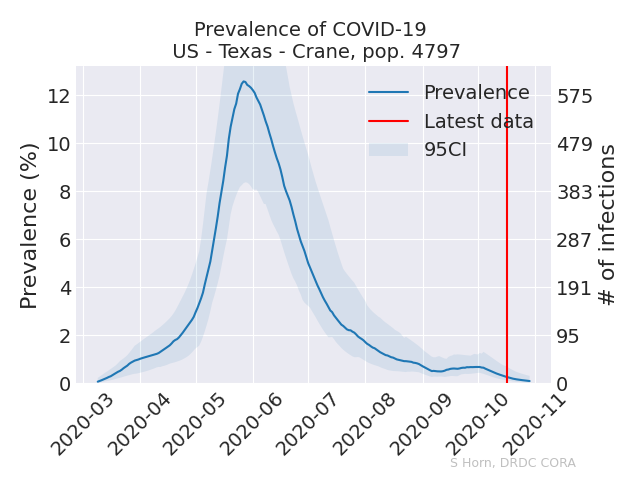 Prevalence of COVID-19
US - Texas - Crane, pop. 4797
Prevalence (%)
12
10
8
6
4
2
0
Prevalence
Latest data
95CI
575
479
383
287
191
95
0
# of infections
2020-03
2020-04
2020-05
2020-06
2020-07
2020-08
2020-09
2020-10
2020-11
S Horn, DRDC CORA